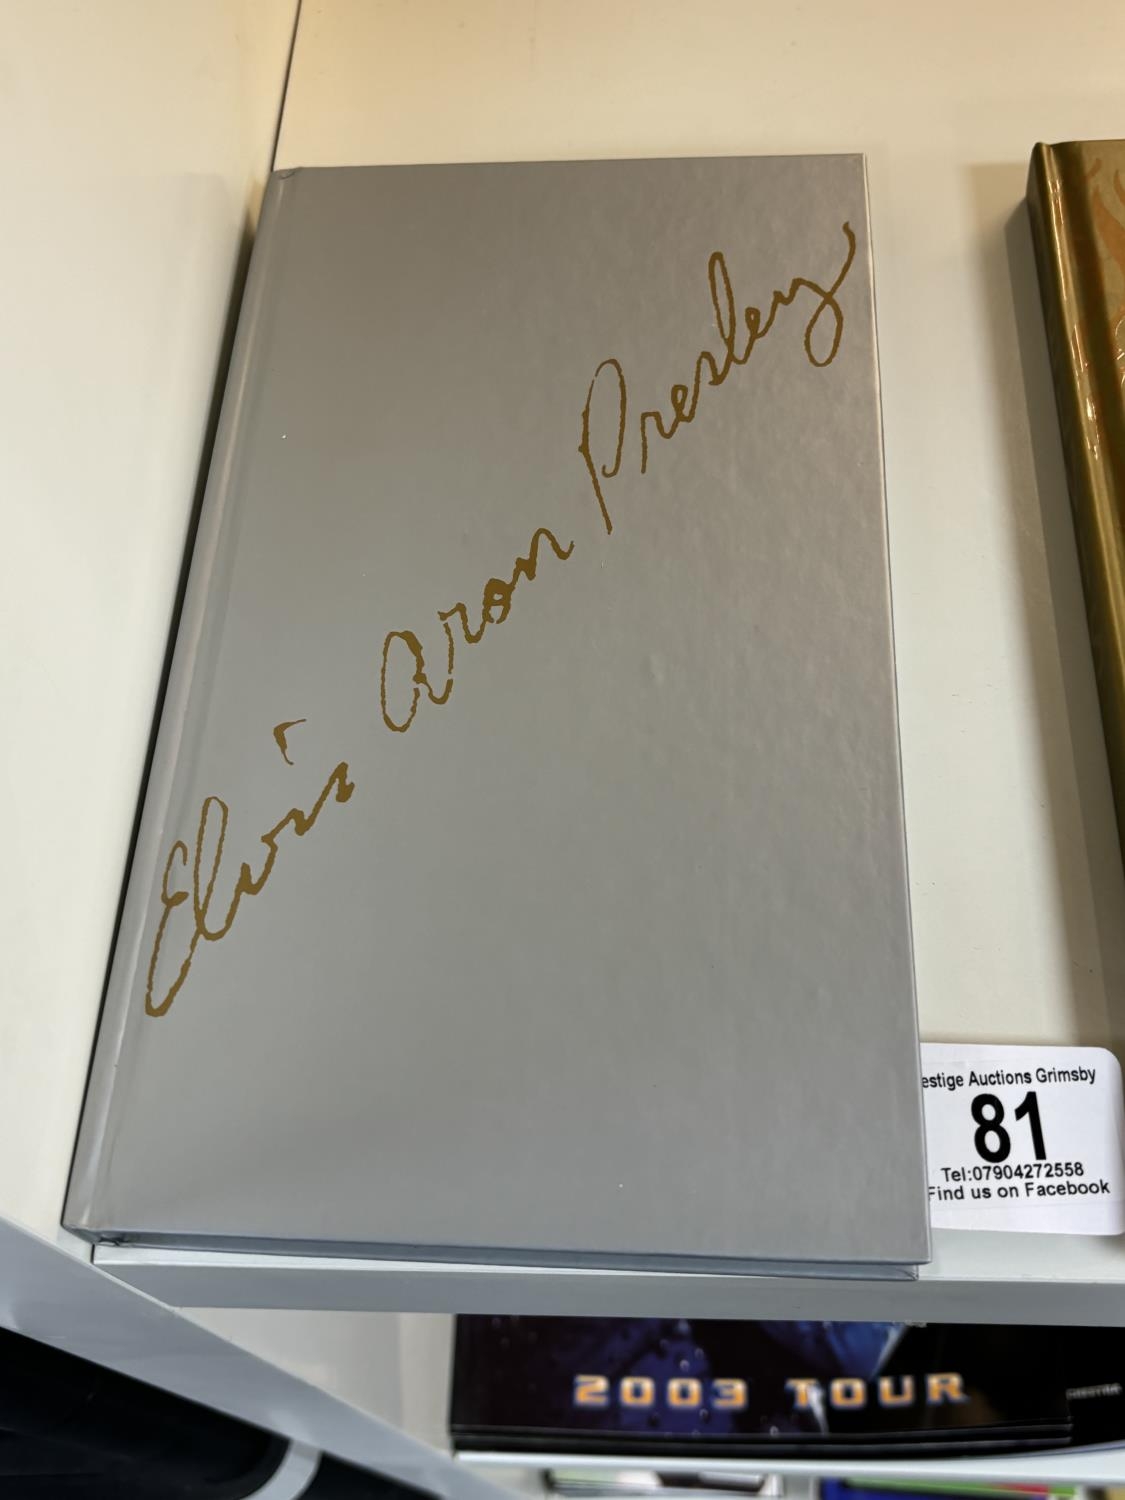 Elvis Aron Presley
estige Auctions Grimsby
81
Tel:07904272558
Find us on Facebook
2003 TOUR